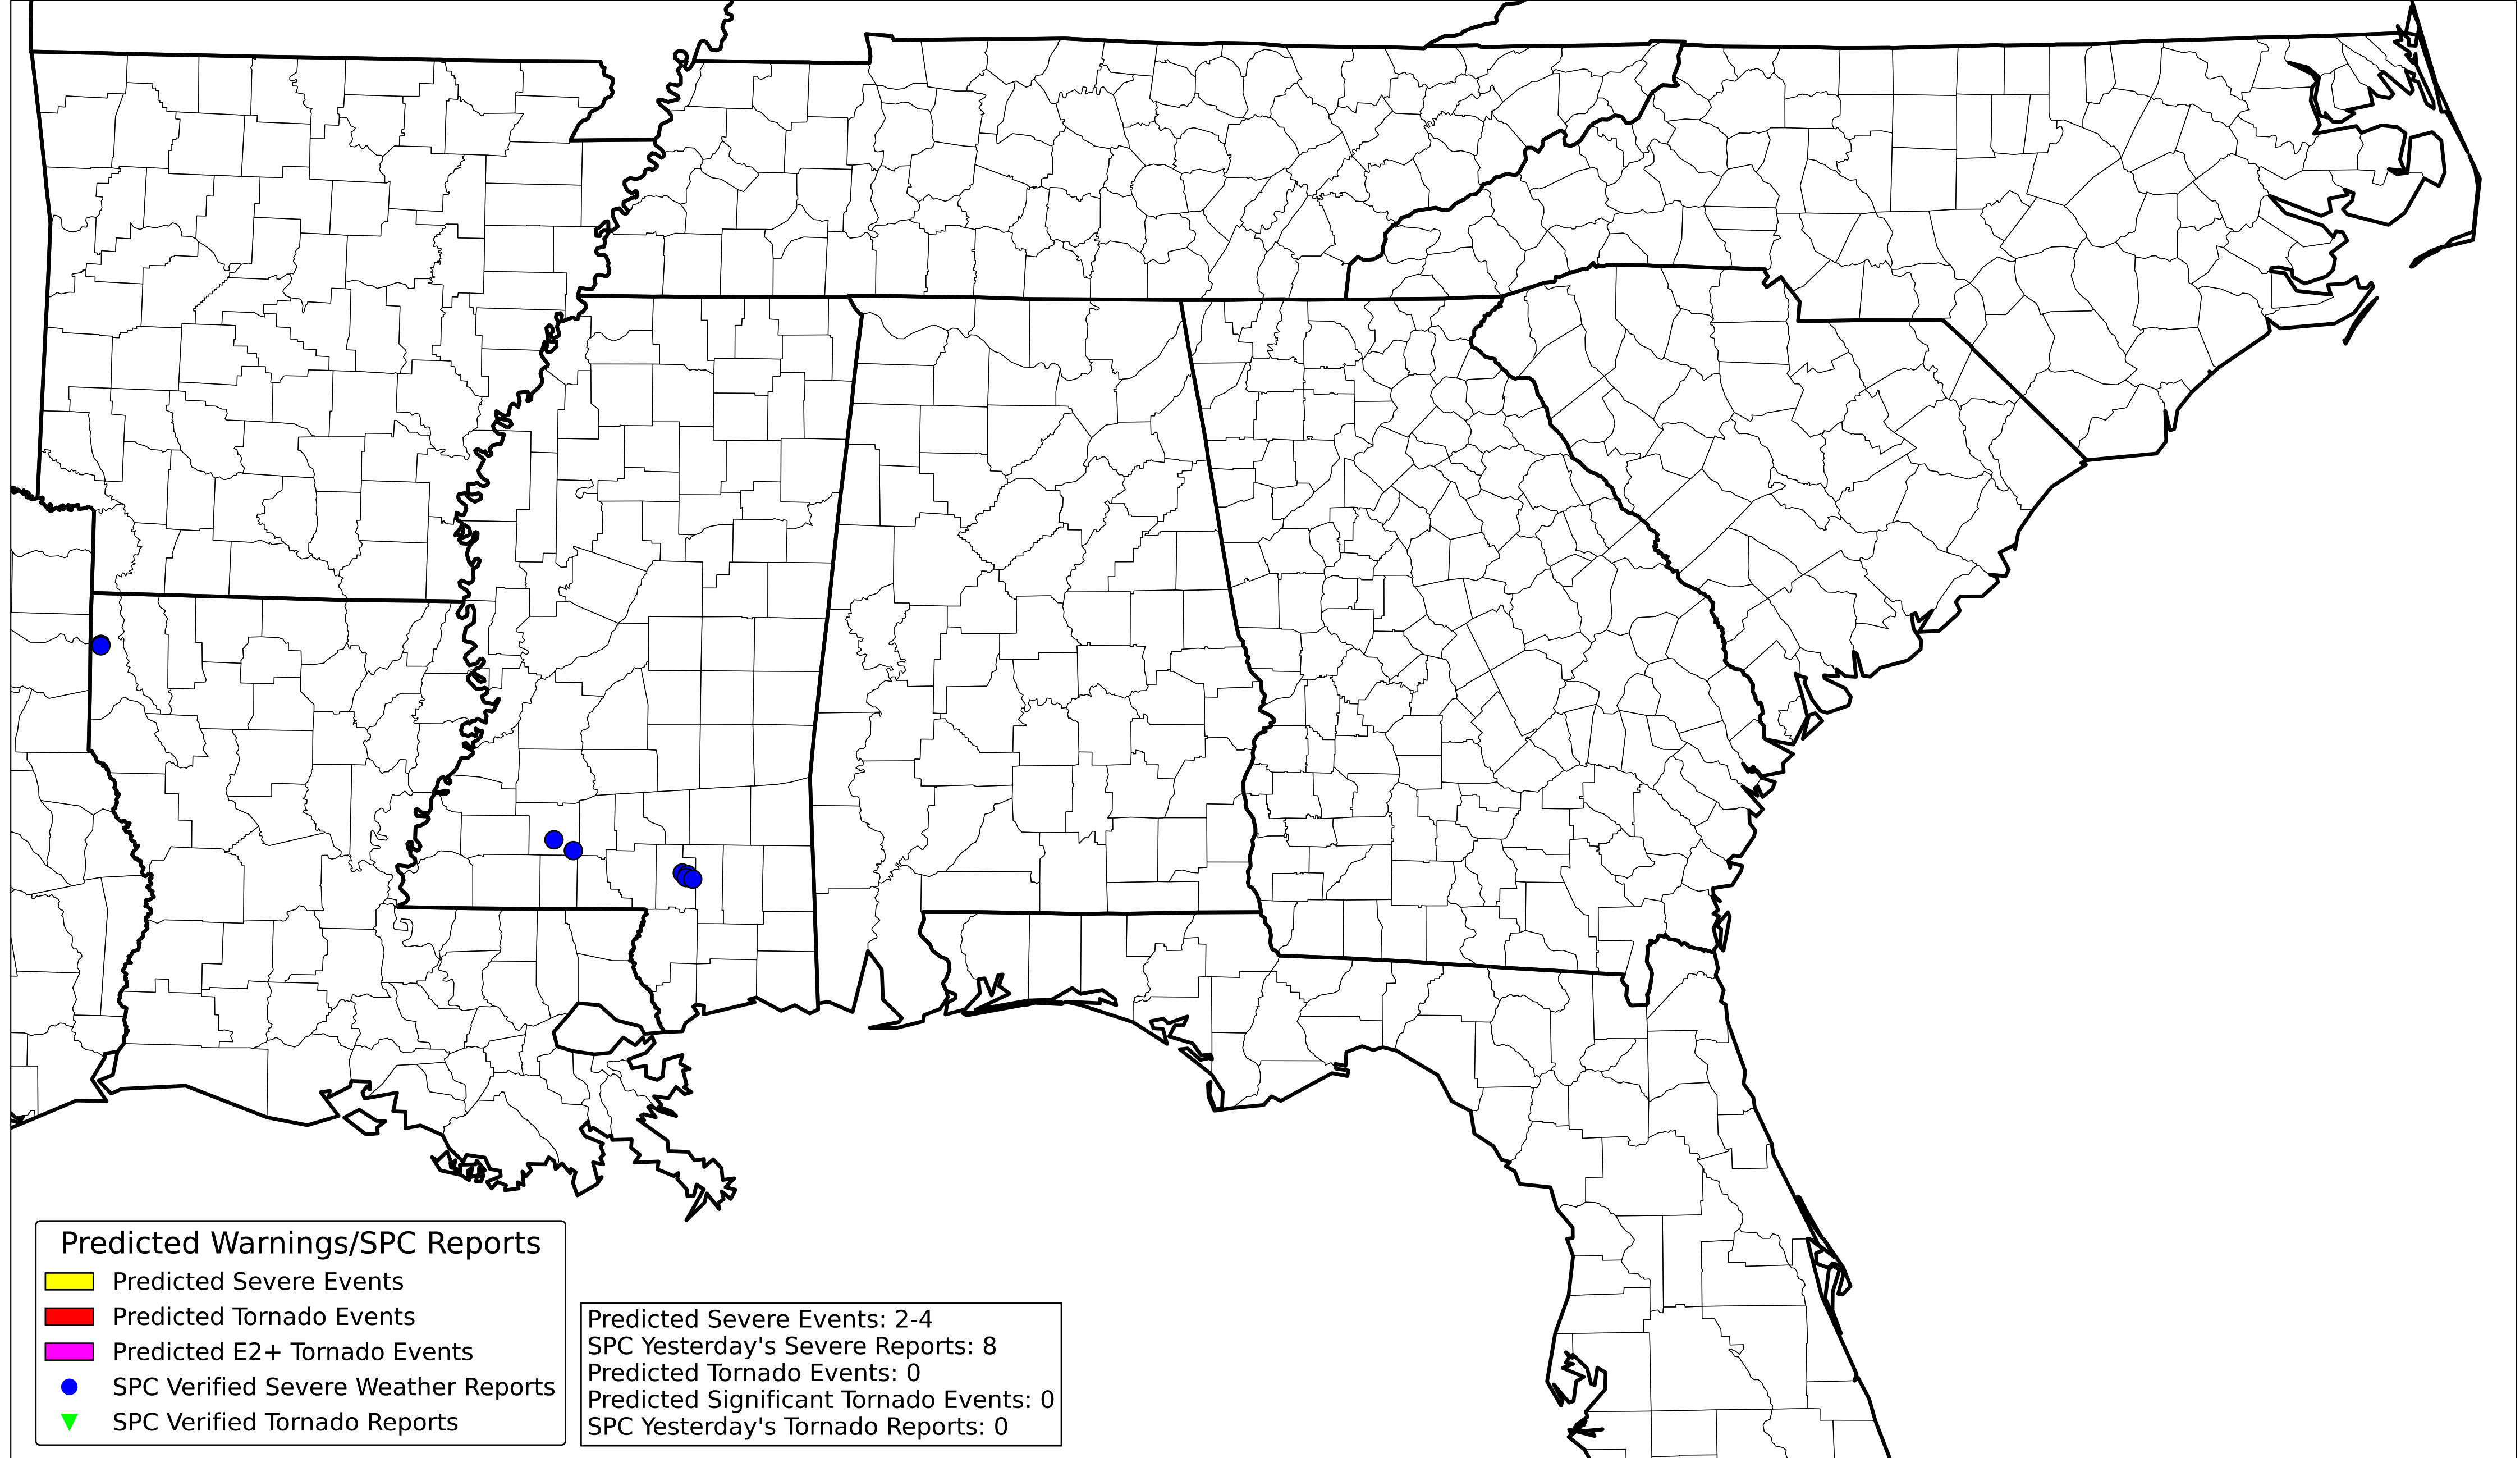 Predicted Warnings/SPC Reports
Predicted Severe Events
Predicted Tornado Events
Predicted E2+ Tornado Events
SPC Verified Severe Weather Reports
SPC Verified Tornado Reports
Predicted Severe Events: 2-4
SPC Yesterday's Severe Reports: 8
Predicted Tornado Events: 0
Predicted Significant Tornado Events: 0
SPC Yesterday's Tornado Reports: 0